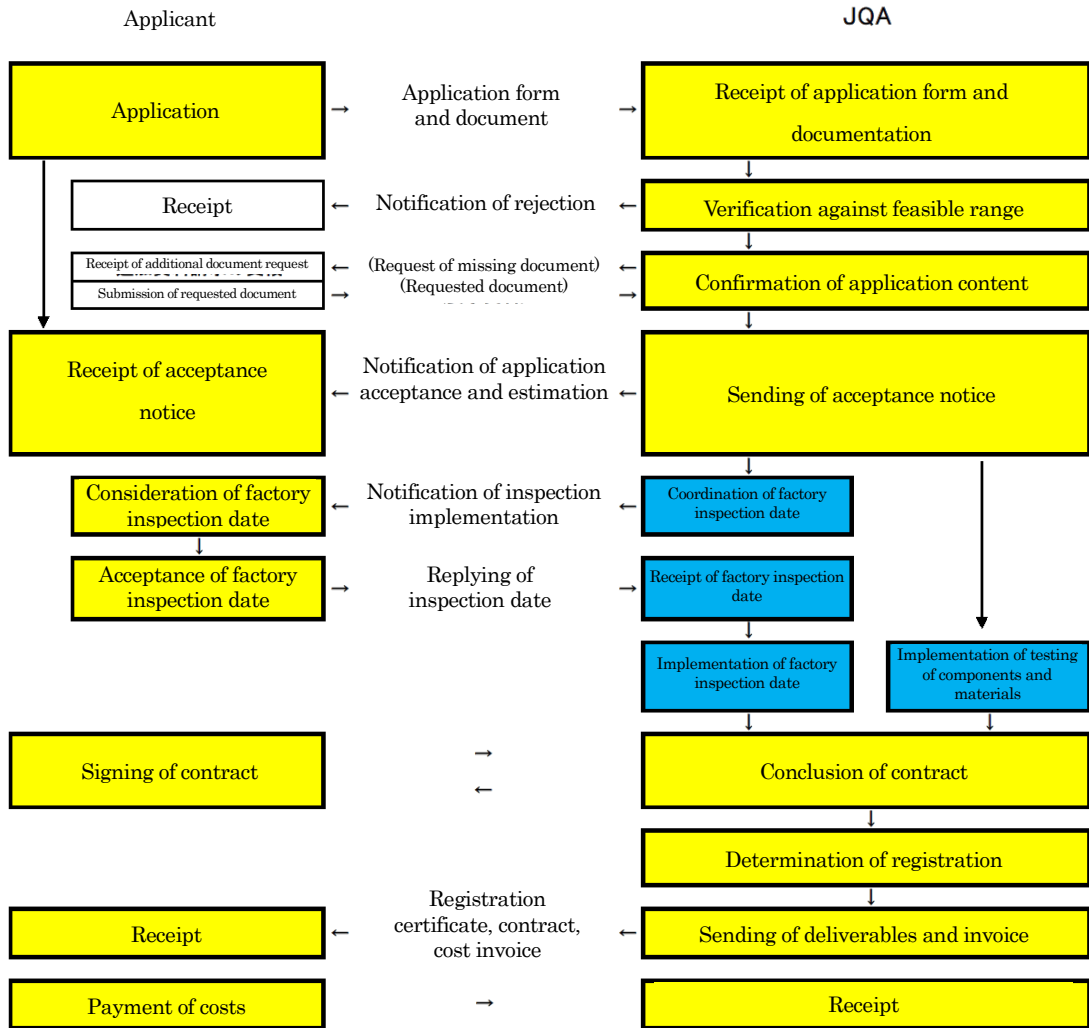 Applicant
JQA
Application
→
Application form
and document
→
Receipt of application form and
documentation
↓
Receipt
←
Notification of rejection
←
Verification against feasible range
↓
Receipt of additional document request
←
(Request of missing document)
←
Submission of requested document
→
(Requested document)
→
Confirmation of application content
↓
Receipt of acceptance
notice
←
Notification of application
acceptance and estimation
←
Sending of acceptance notice
↓
Consideration of factory
inspection date
←
Notification of inspection
implementation
←
Coordination of factory
inspection date
↓
Acceptance of factory
inspection date
→
Replying of
inspection date
→
Receipt of factory inspection
date
↓
Implementation of factory
inspection date
Implementation of testing
of components and
materials
↓
↓
Signing of contract
→
←
Conclusion of contract
↓
Determination of registration
↓
Receipt
←
Registration
certificate, contract,
cost invoice
←
Sending of deliverables and invoice
Payment of costs
→
Receipt